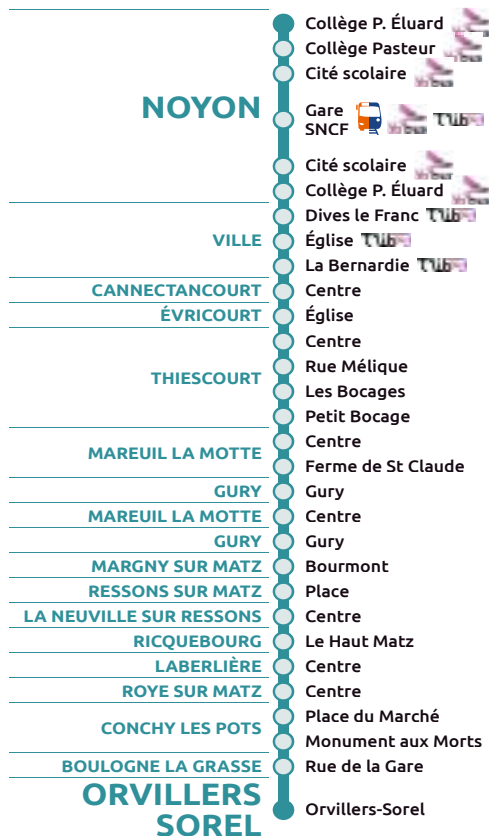 Collège P. Éluard
Collège Pasteur
Cité scolaire
NOYON
Gare
SNCF
Cité scolaire
Collège P. Éluard
Dives le Franc
VILLE
Église
La Bernardie
CANNECTANCOURT
Centre
ÉVRICOURT
Église
Centre
Rue Mélique
THIESCOURT
Les Bocages
Petit Bocage
Centre
MAREUIL LA MOTTE
Ferme de St Claude
GURY
Gury
MAREUIL LA MOTTE
Centre
GURY
Gury
MARGNY SUR MATZ
Bourmont
RESSONS SUR MATZ
Place
LA NEUVILLE SUR RESSONS
Centre
RICQUEBOURG
Le Haut Matz
LABERLIÈRE
Centre
ROYE SUR MATZ
Centre
Place du Marché
CONCHY LES POTS
Monument aux Morts
BOULOGNE LA GRASSE
Rue de la Gare
ORVILLERS
SOREL
Orvillers-Sorel